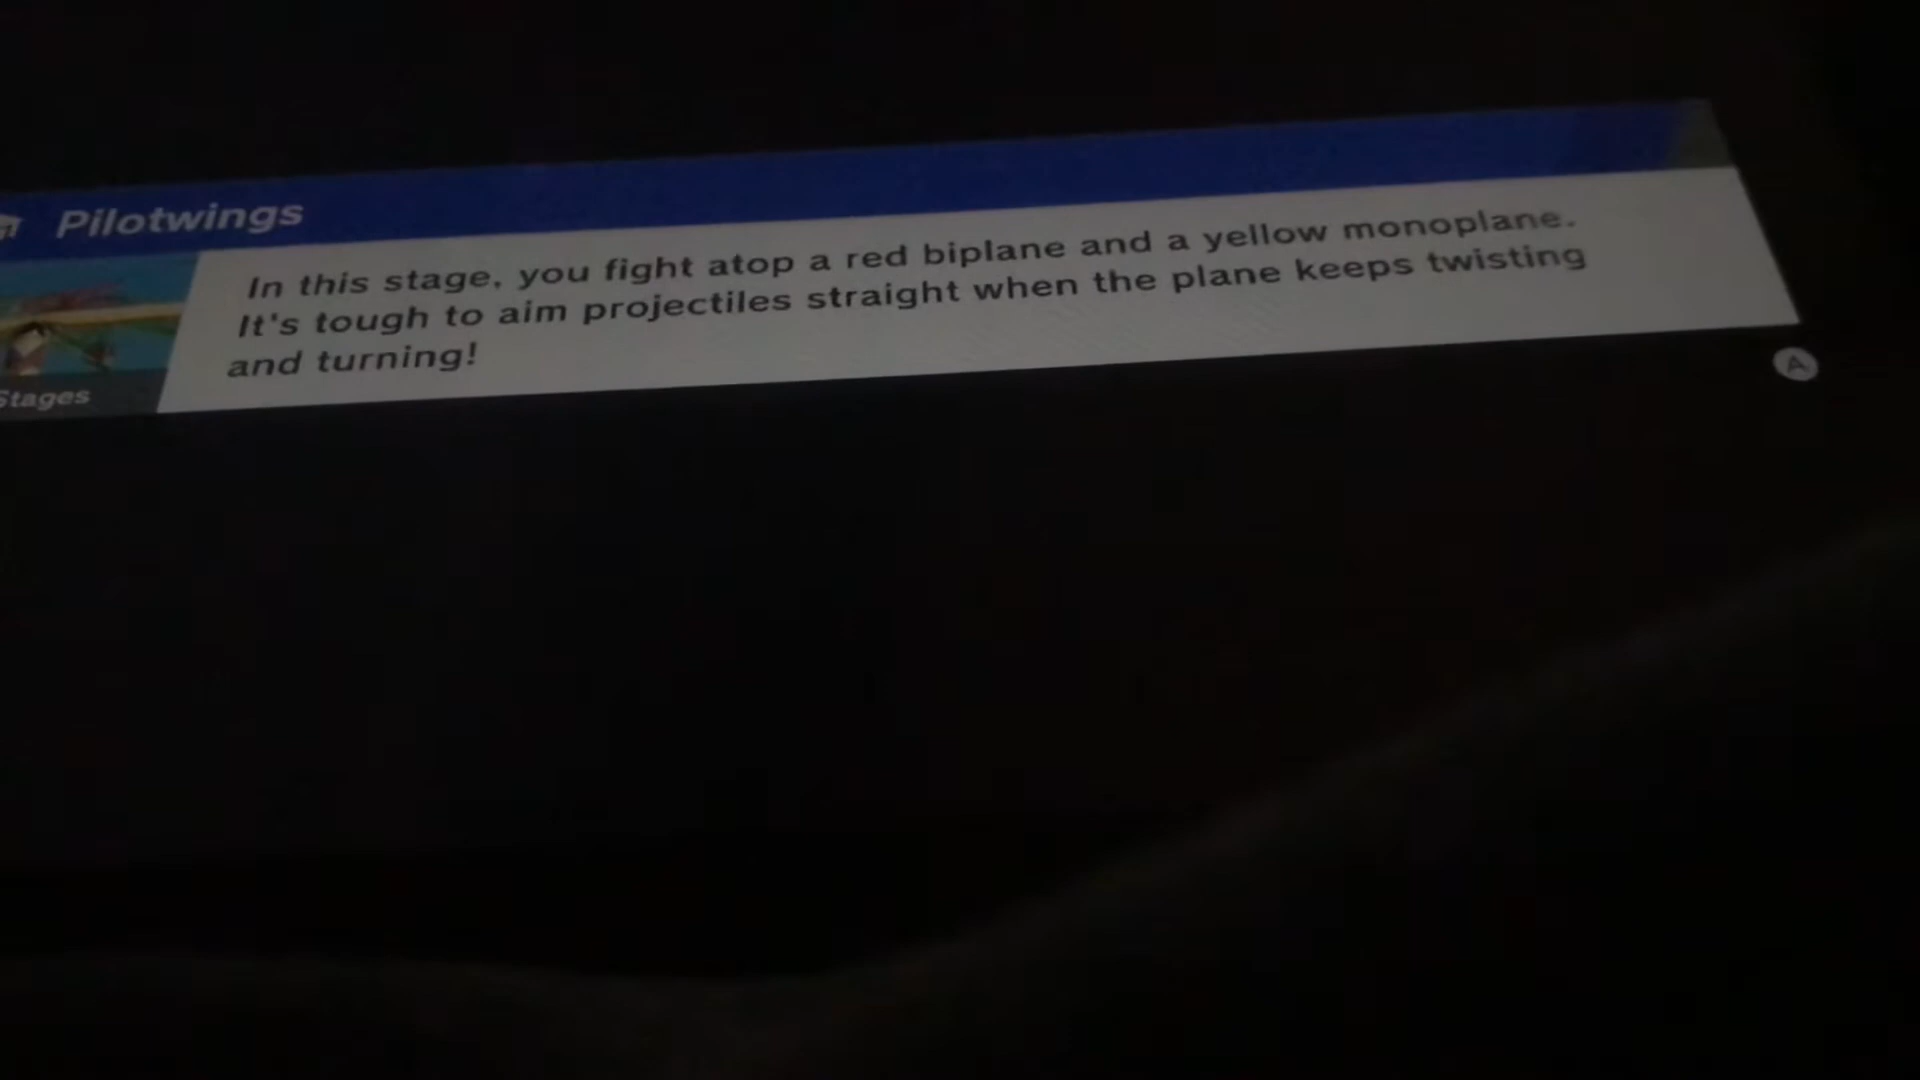 Pilotwings
In this stage, you fight atop a red biplane and a yellow monoplane.
It's tough to aim projectiles straight when the plane keeps twisting
and turning!
Stages
A